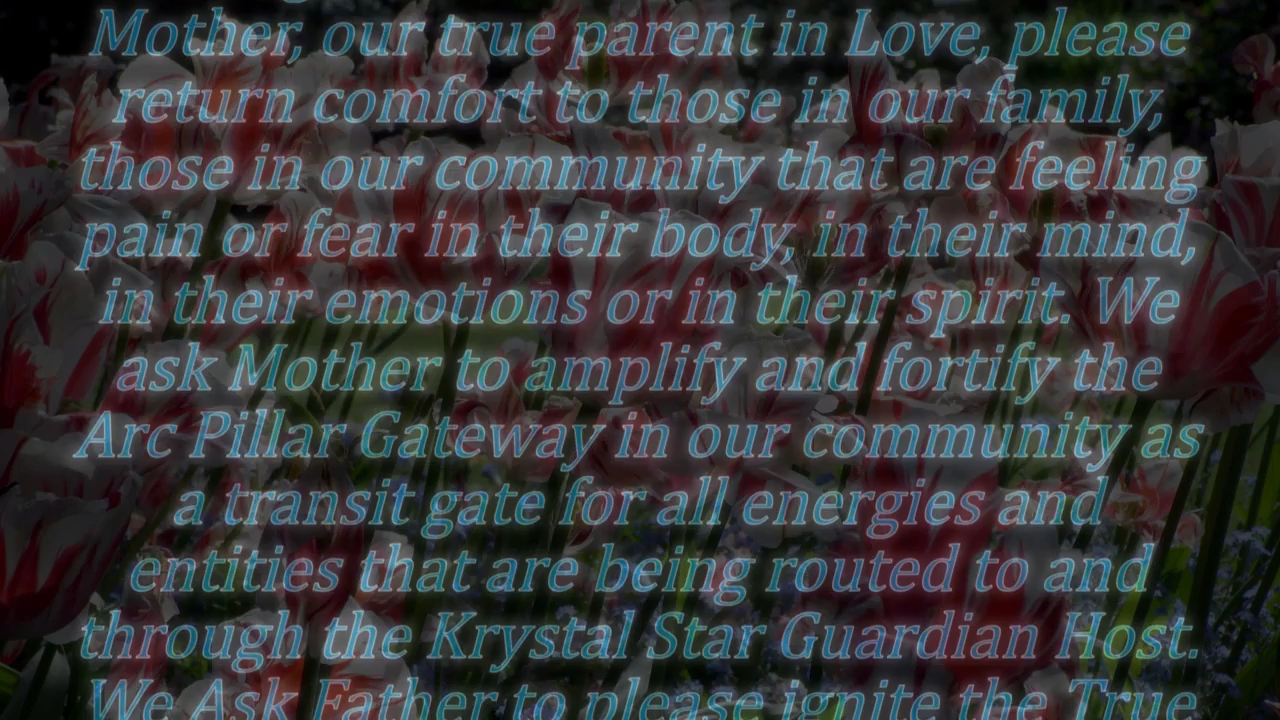 Mother, our true parent in Love, please
return comfort to those in our family,
those in our community that are feeling
pain or fear in their body, in their mind,
in their emotions or in their spirit. We
ask Mother to amplify and fortify the
Arc Pillar Gateway in our community as
a transit gate for all energies and
entities that are being routed to and
through the Krystal Star Guardian Host.
We Ask Father to please ignite the True